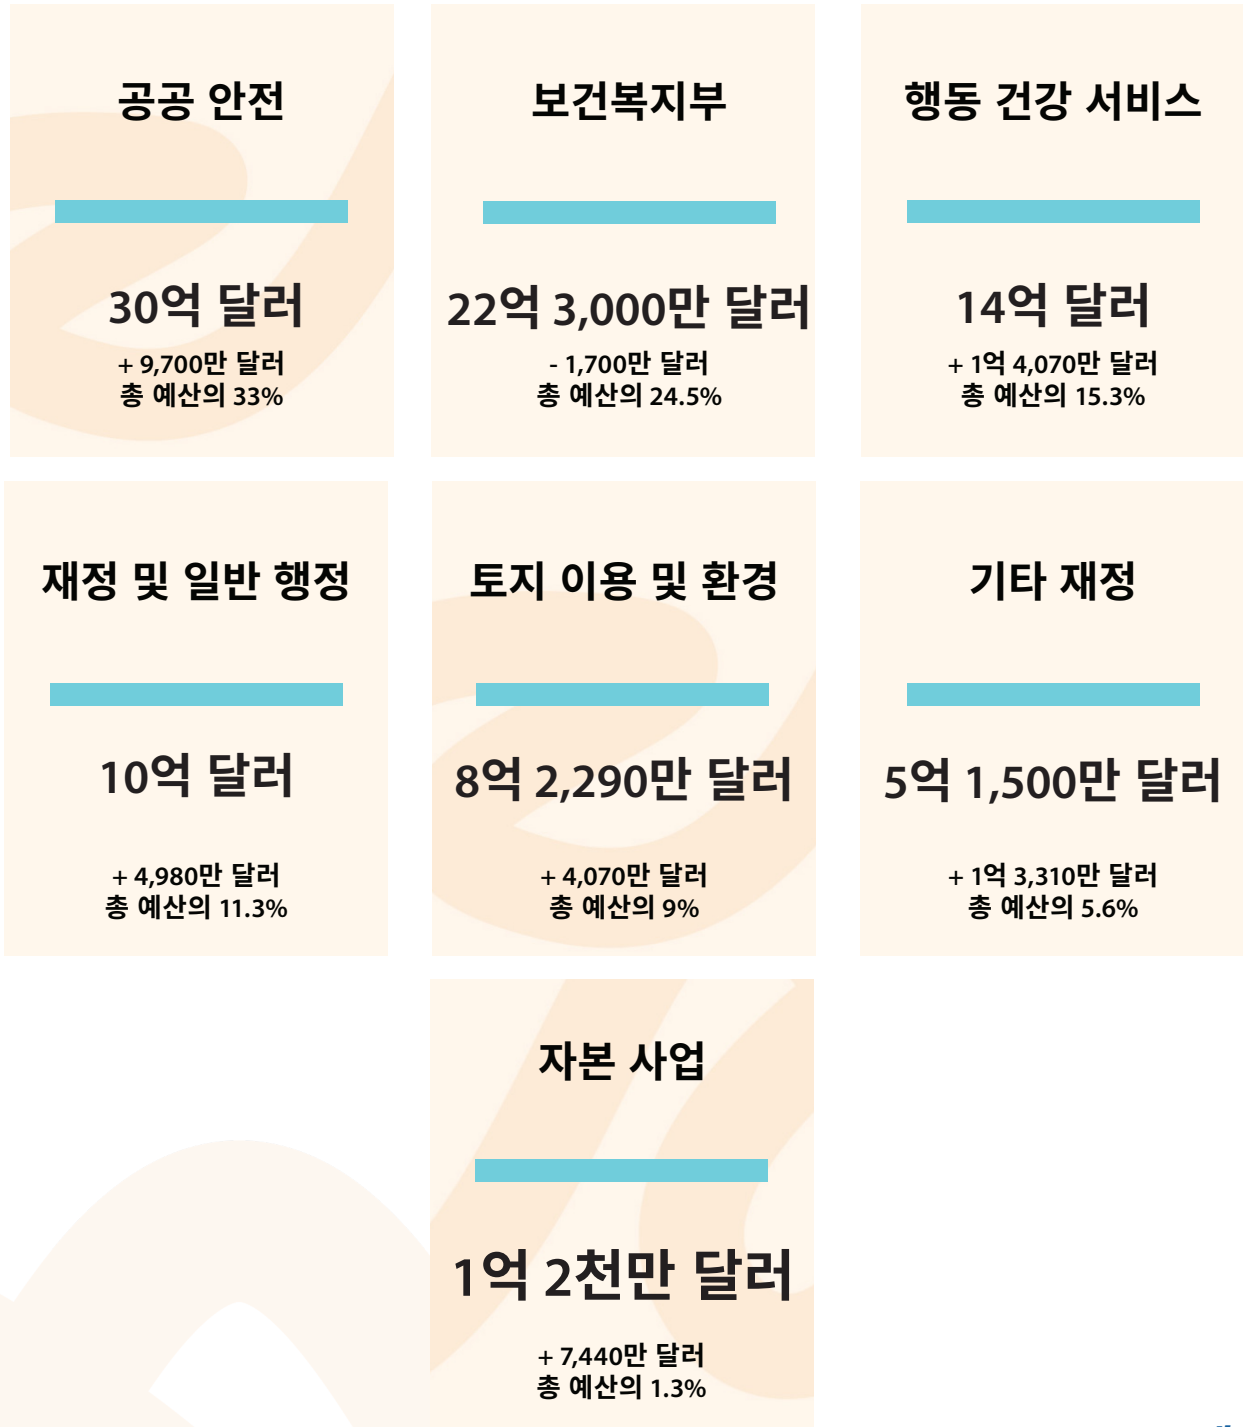 공공 안전
30억 달러
+ 9,700만 달러
총 예산의 33%
보건복지부
22억 3,000만 달러
- 1,700만 달러
총 예산의 24.5%
행동 건강 서비스
14억 달러
+ 1억 4,070만 달러
총 예산의 15.3%
재정 및 일반 행정
10억 달러
+ 4,980만 달러
총 예산의 11.3%
토지 이용 및 환경
8억 2,290만 달러
+ 4,070만 달러
총 예산의 9%
기타 재정
5억 1,500만 달러
+ 1억 3,310만 달러
총 예산의 5.6%
자본 사업
1억 2천만 달러
+ 7,440만 달러
총 예산의 1.3%